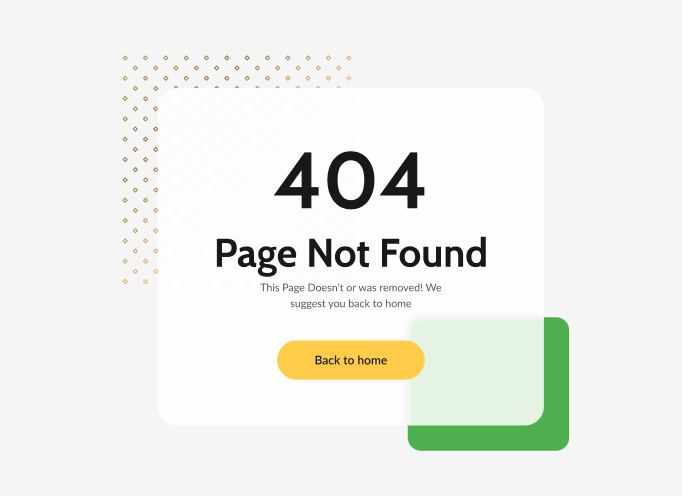 404
Page Not Found
This Page Doesn't or was removed! We
suggest you back to home
Back to home